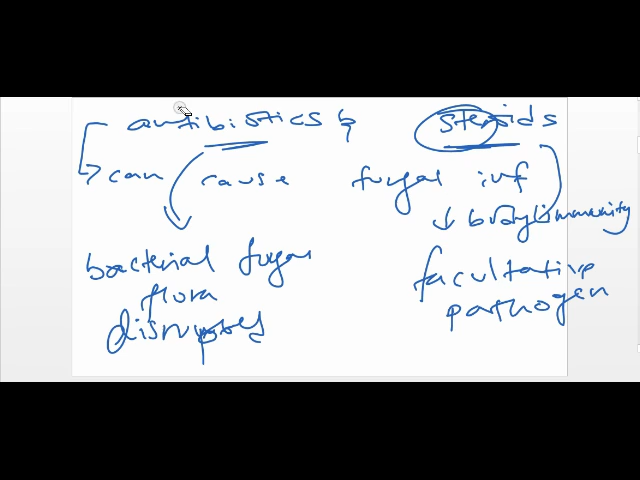 antibiotics & steroids
can cause fungal inf
↓ body immunity
bacterial fungal flora disrupted
facultative pathogen